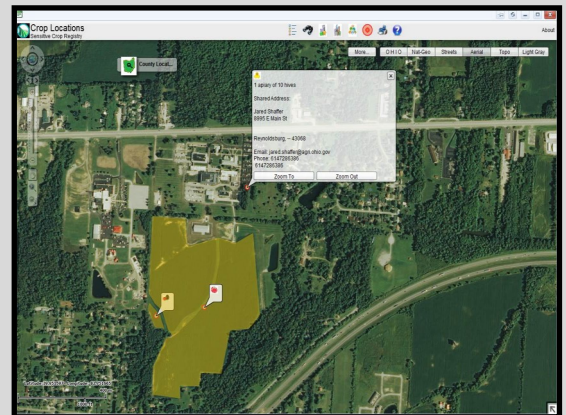 Crop Locations
Sensitive Crop Registry
About
More...
O H I O
Nat-Geo
Streets
Aerial
Topo
Light Gray
County Locat...
1 apiary of 10 hives
Shared Address:
Jared Shaffer
8995 E Main St
Reynoldsburg, -- 43068
Email: jared.shaffer@agri.ohio.gov
Phone: 6147286386
6147286386
Zoom To
Zoom Out